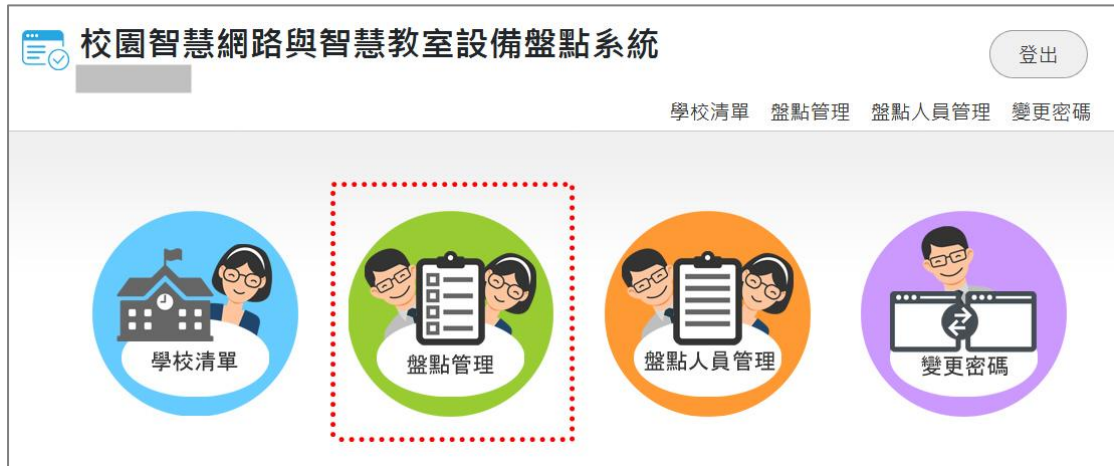 校園智慧網路與智慧教室設備盤點系統
登出
學校清單 盤點管理 盤點人員管理 變更密碼
學校清單 盤點管理 盤點人員管理 變更密碼